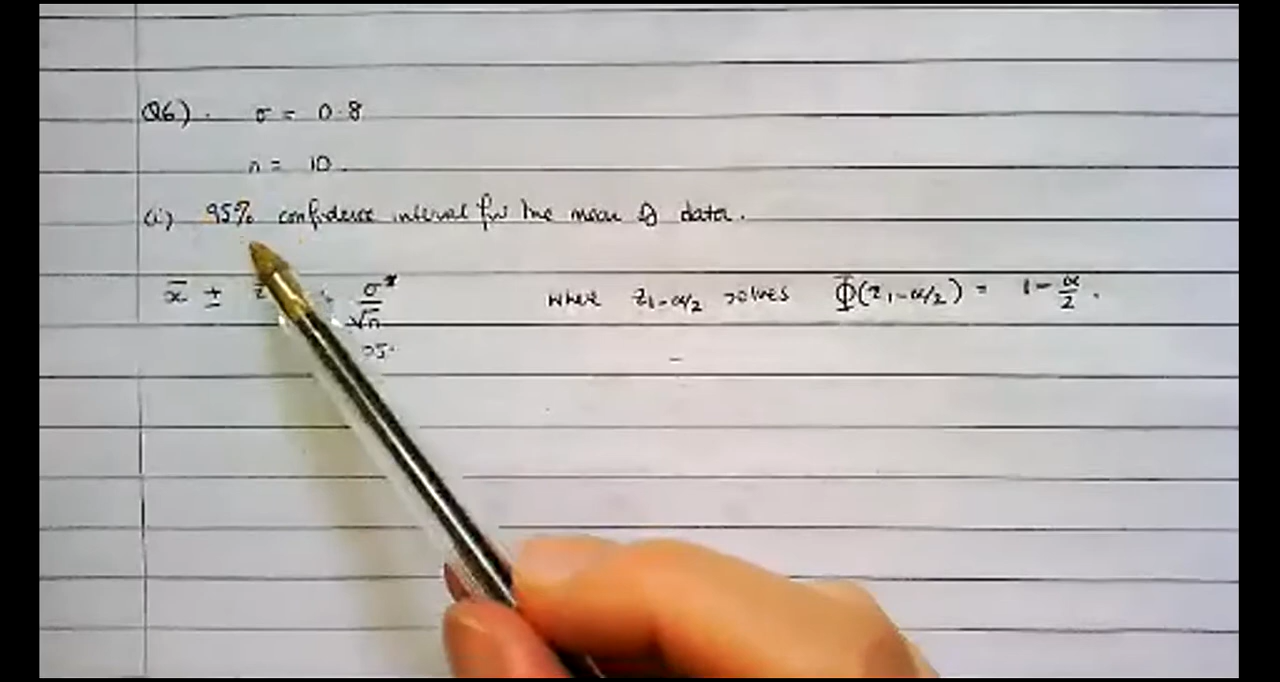 Q6). σ = 0.8
n = 10.
(i) 95% confidence interval for the mean of data.
x̄ ± σ/√n where z₁₋α/₂ solves Φ(z₁₋α/₂) = 1 - α/2.